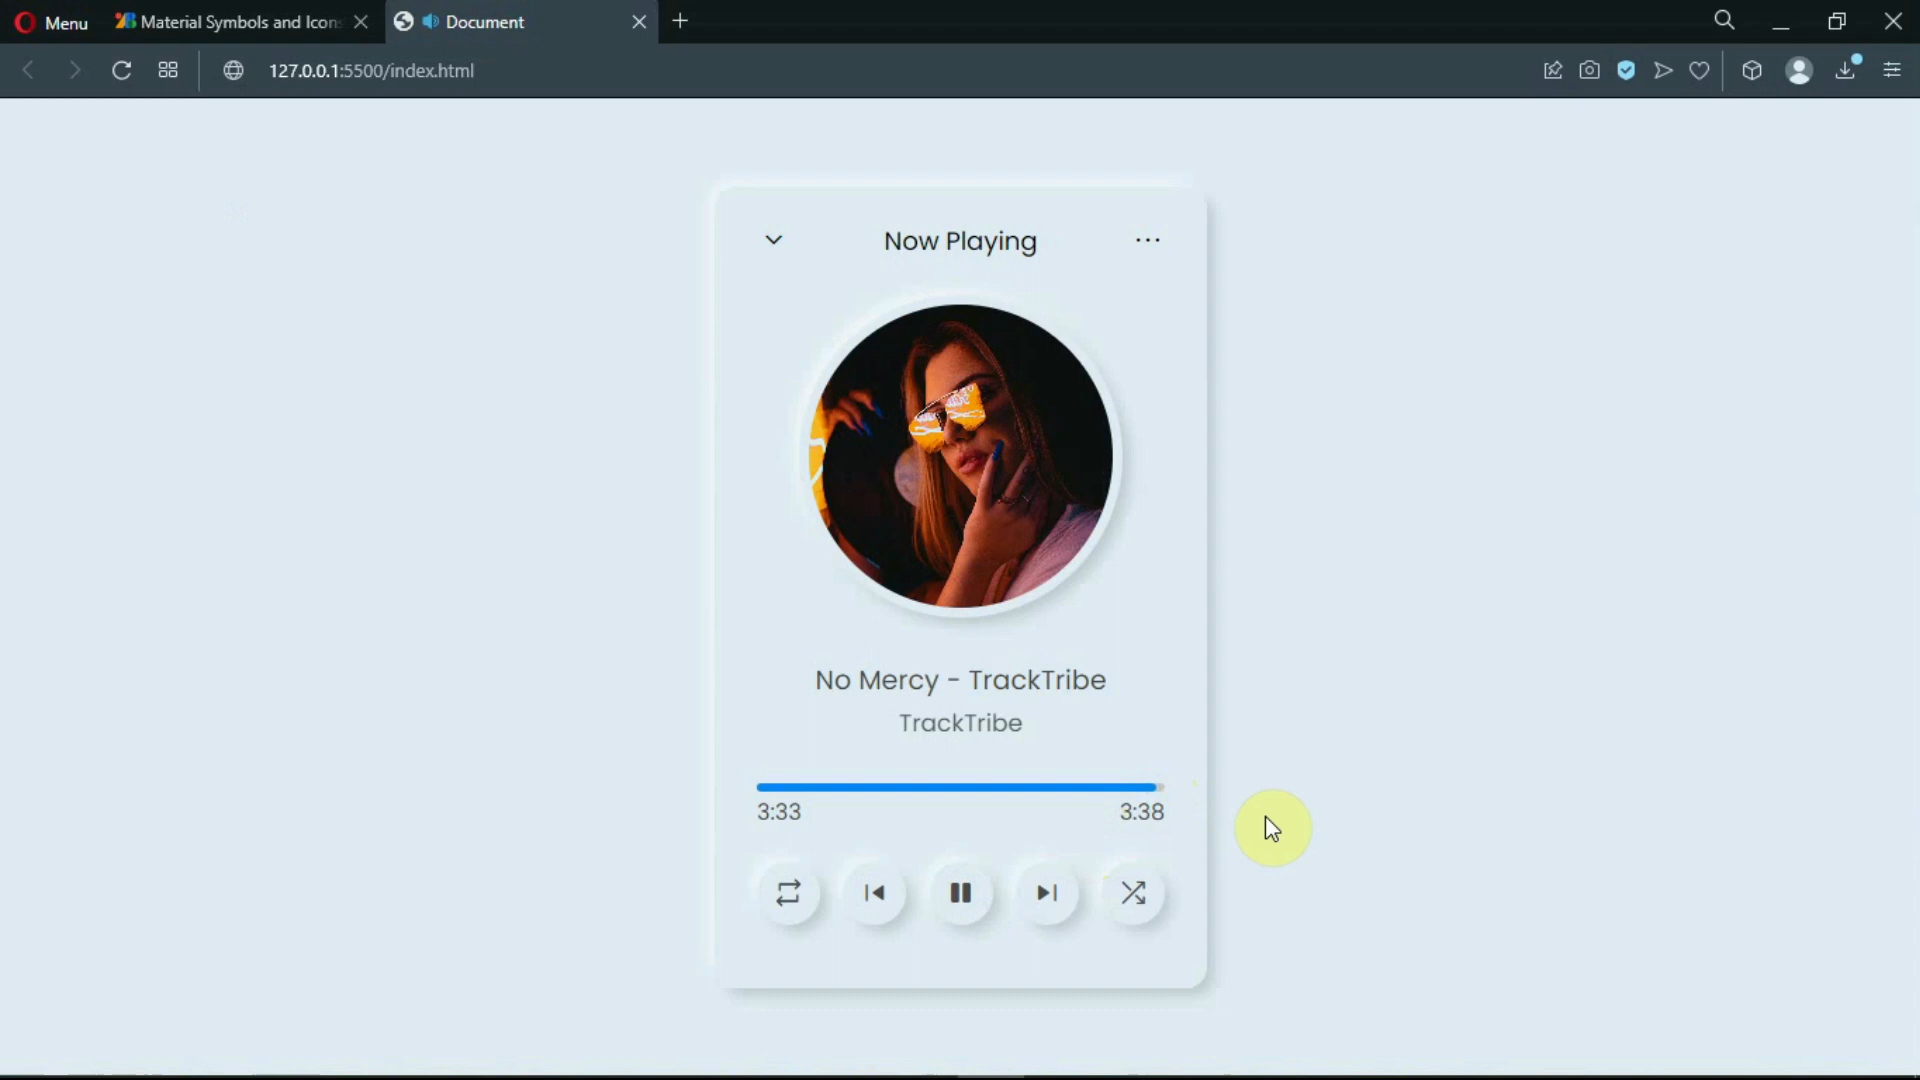 Menu
Material Symbols and Icons
Document
127.0.0.1:5500/index.html
Now Playing
No Mercy - TrackTribe
TrackTribe
3:33
3:38